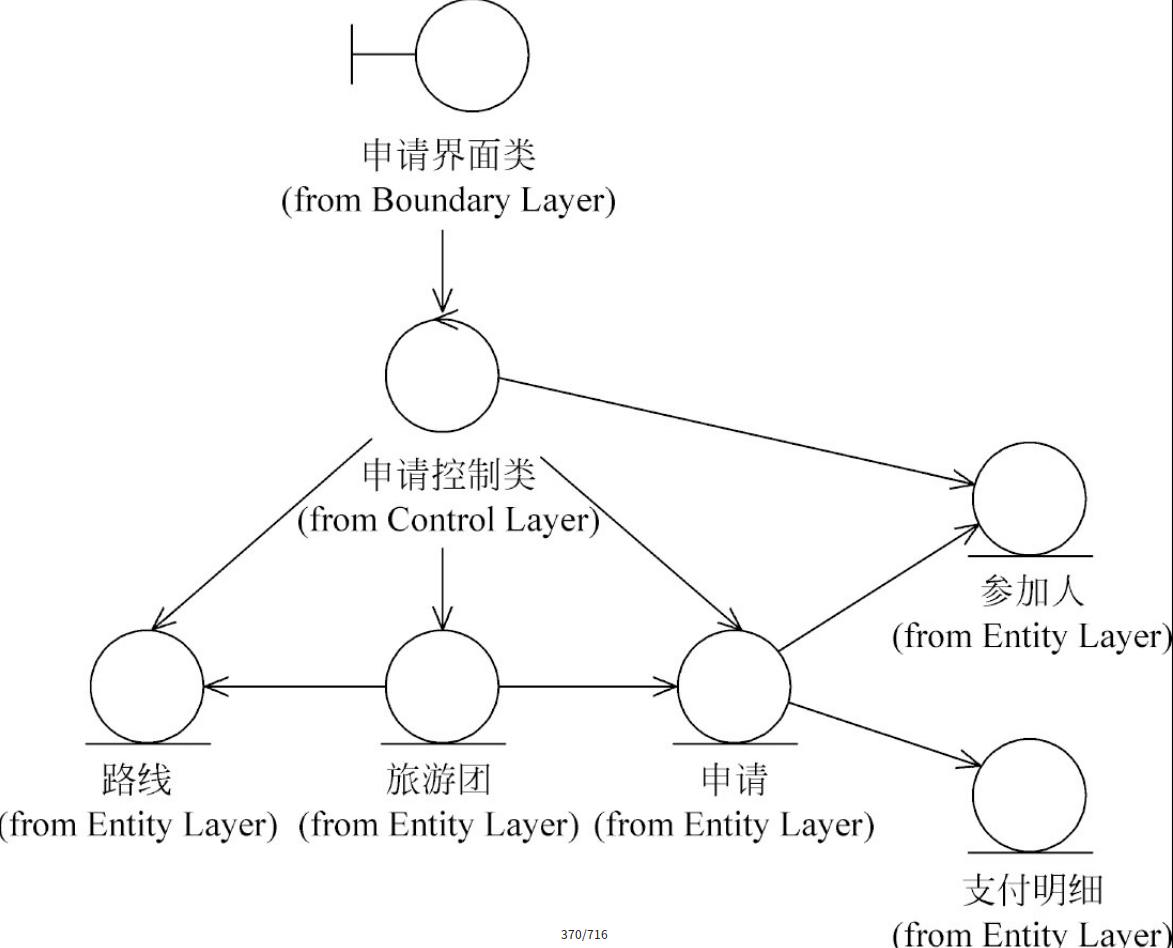 申请界面类
(from Boundary Layer)
申请控制类
(from Control Layer)
参加人
(from Entity Layer)
路线
(from Entity Layer)
旅游团
(from Entity Layer)
申请
(from Entity Layer)
支付明细
(from Entity Layer)
370/716